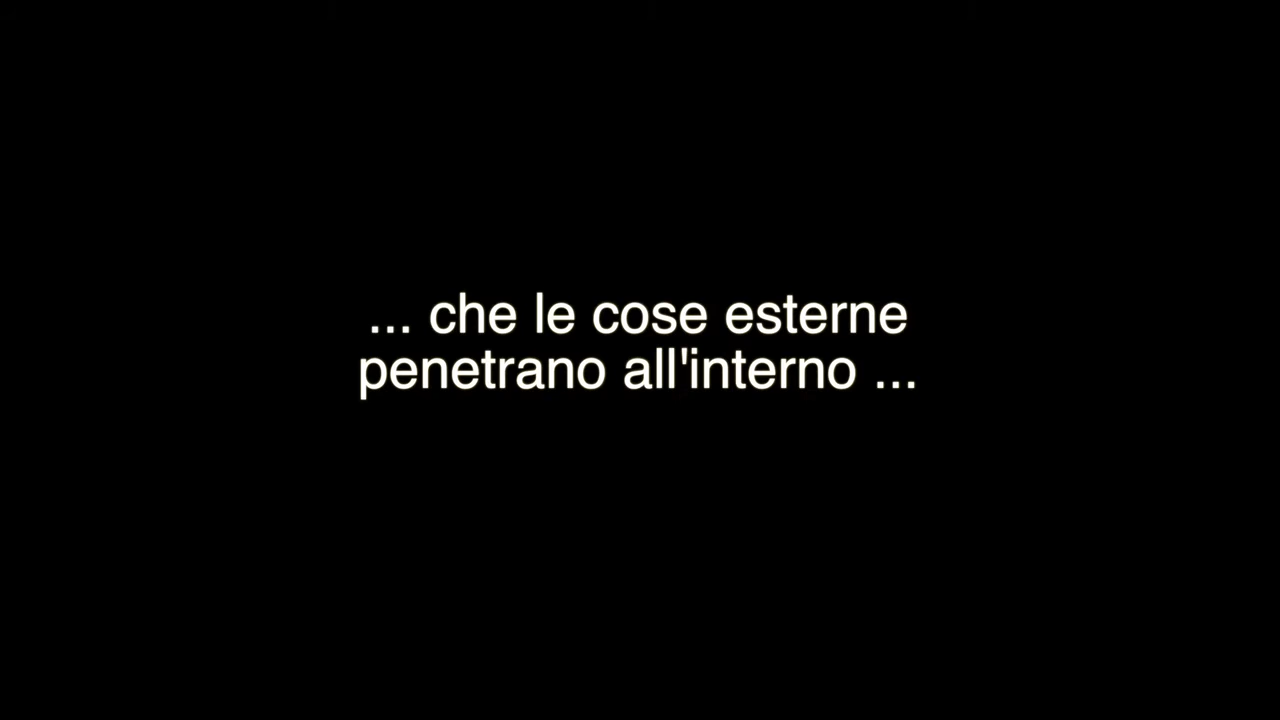 ... che le cose esterne
penetrano all'interno ...